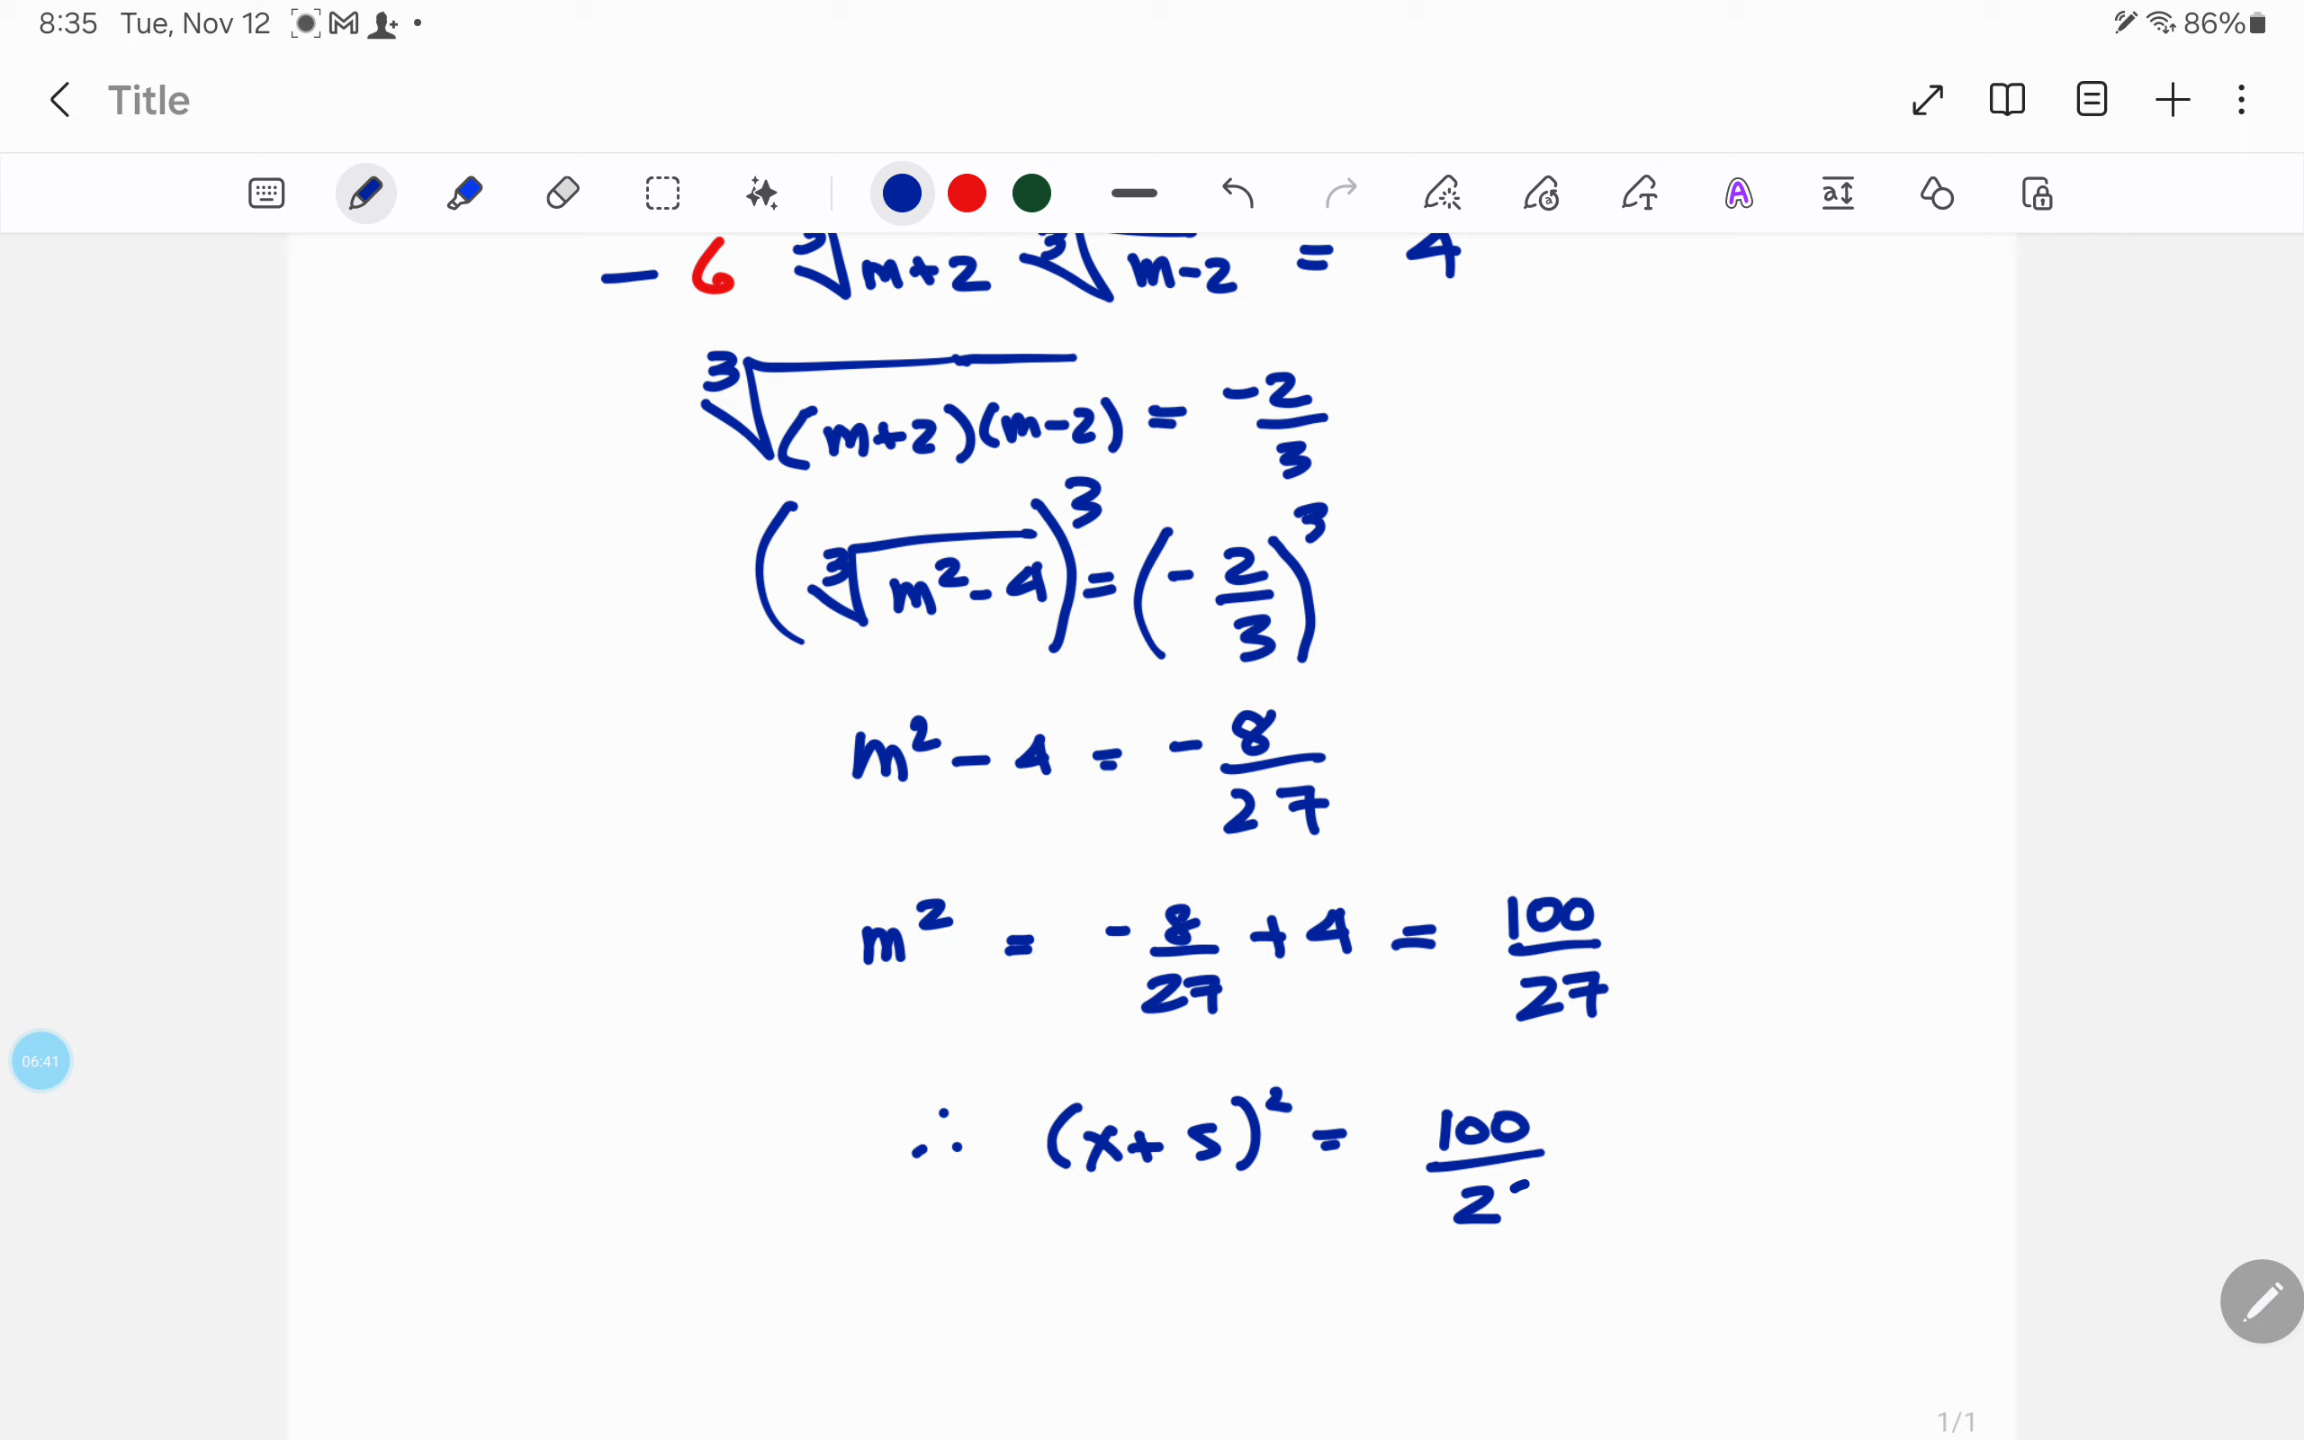 8:35 Tue, Nov 12 86%
Title
- 6 ∛m+2 ∛m-2 = 4
∛(m+2)(m-2) = -2/3
(∛m²-4)³ = (-2/3)³
m² - 4 = - 8/27
m² = - 8/27 + 4 = 100/27
06:41
∴ (x+5)² = 100/2
1/1